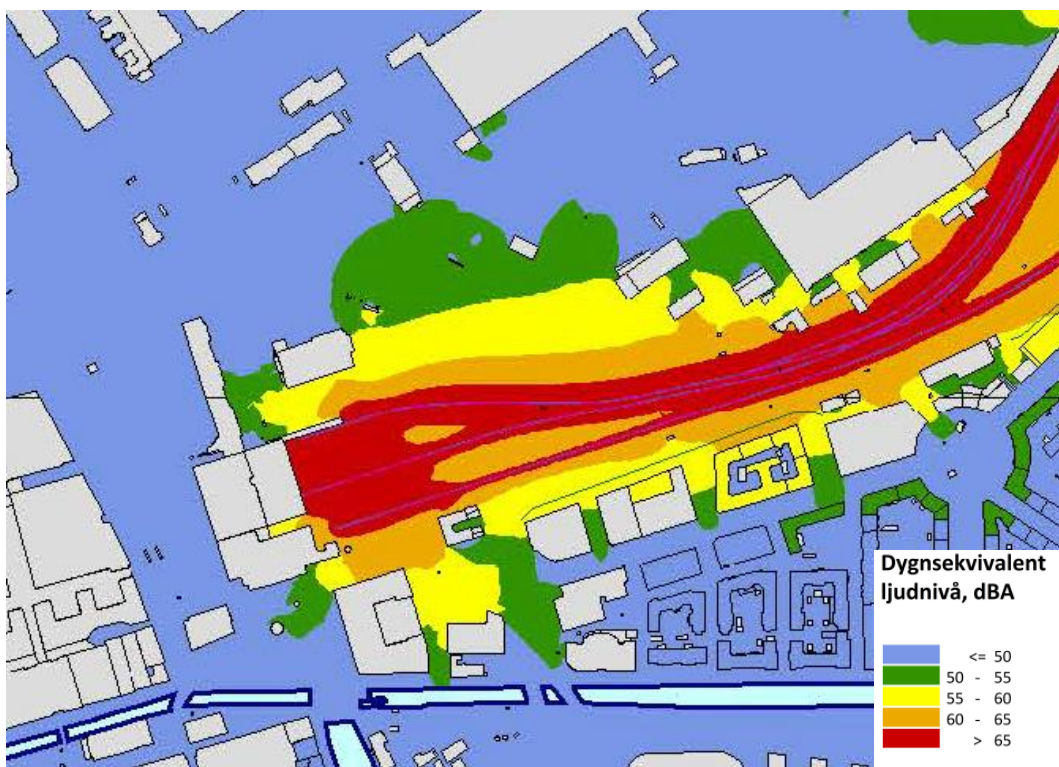 Dygnsekvivalent
ljudnivå, dBA
<= 50
50 - 55
55 - 60
60 - 65
> 65